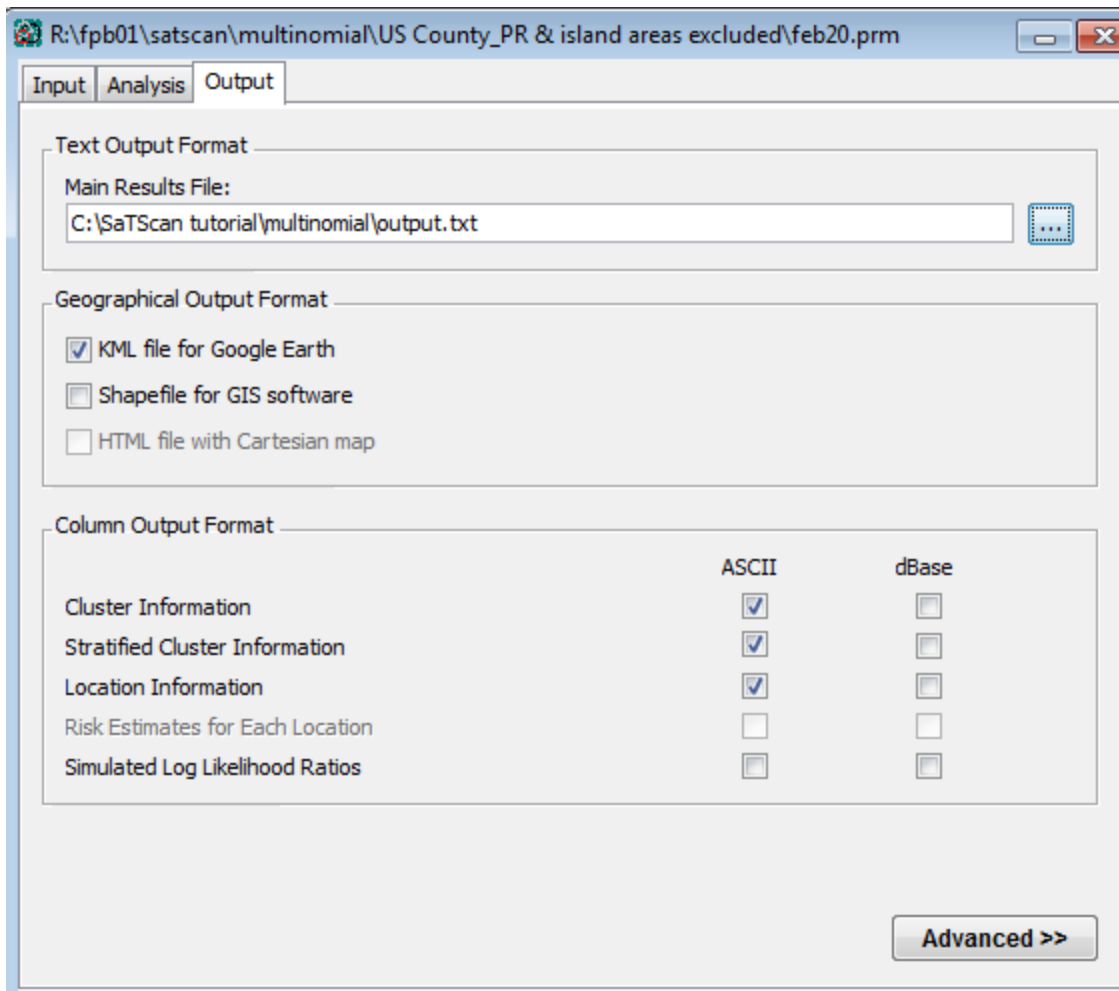 R:\fpb01\satscan\multinomial\US County_PR & island areas excluded\feb20.prm
Input Analysis Output
Text Output Format
Main Results File:
C:\SaTScan tutorial\multinomial\output.txt ...
Geographical Output Format
KML file for Google Earth
Shapefile for GIS software
HTML file with Cartesian map
Column Output Format
ASCII dBase
Cluster Information
Stratified Cluster Information
Location Information
Risk Estimates for Each Location
Simulated Log Likelihood Ratios
Advanced >>